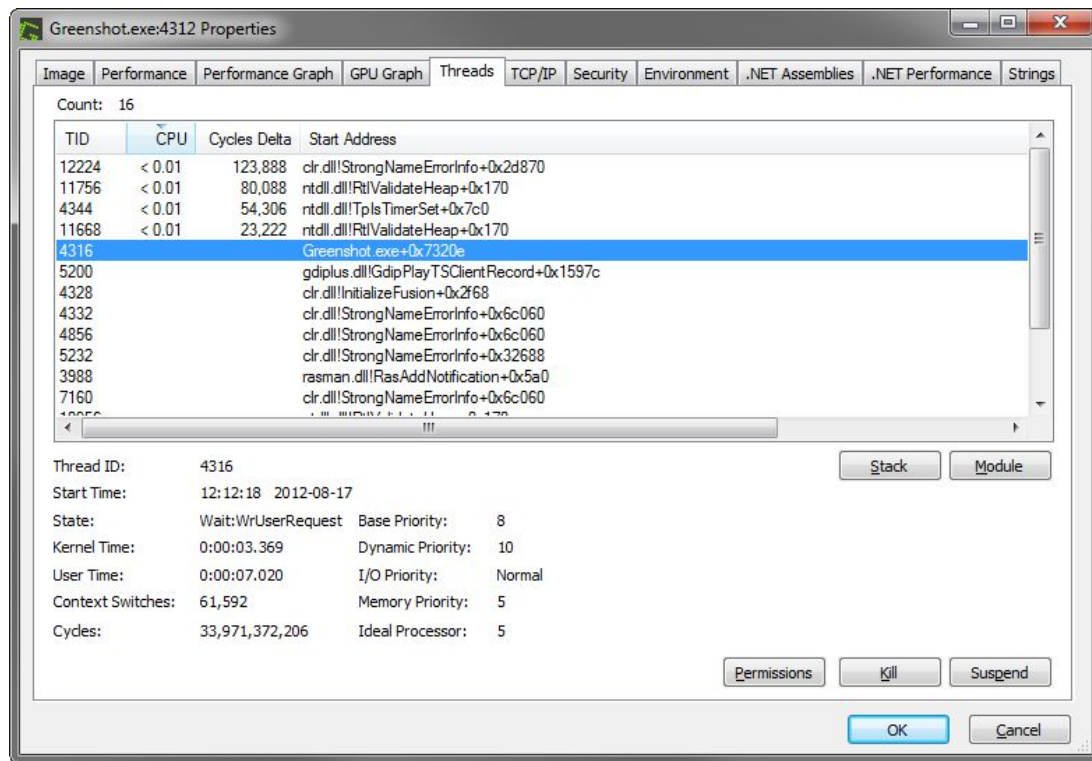 Greenshot.exe:4312 Properties
Image Performance Performance Graph GPU Graph Threads TCP/IP Security Environment .NET Assemblies .NET Performance Strings
Count: 16
TID CPU Cycles Delta Start Address
12224 < 0.01 123,888 clr.dll!StrongNameErrorInfo+0x2d870
11756 < 0.01 80,088 ntdll.dll!RtlValidateHeap+0x170
4344 < 0.01 54,306 ntdll.dll!TpIsTimerSet+0x7c0
11668 < 0.01 23,222 ntdll.dll!RtlValidateHeap+0x170
4316 Greenshot.exe+0x7320e
5200 gdiplus.dll!GdipPlayTSClientRecord+0x1597c
4328 clr.dll!InitializeFusion+0x2f68
4332 clr.dll!StrongNameErrorInfo+0x6c060
4856 clr.dll!StrongNameErrorInfo+0x6c060
5232 clr.dll!StrongNameErrorInfo+0x32688
3988 rasman.dll!RasAddNotification+0x5a0
7160 clr.dll!StrongNameErrorInfo+0x6c060
Thread ID: 4316 Stack Module
Start Time: 12:12:18 2012-08-17
State: Wait:WrUserRequest Base Priority: 8
Kernel Time: 0:00:03.369 Dynamic Priority: 10
User Time: 0:00:07.020 I/O Priority: Normal
Context Switches: 61,592 Memory Priority: 5
Cycles: 33,971,372,206 Ideal Processor: 5
Permissions Kill Suspend
OK Cancel